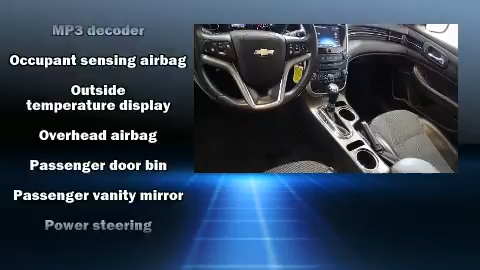 MP3 decoder
Occupant sensing airbag
Outside
temperature display
Overhead airbag
Passenger door bin
Passenger vanity mirror
Power steering